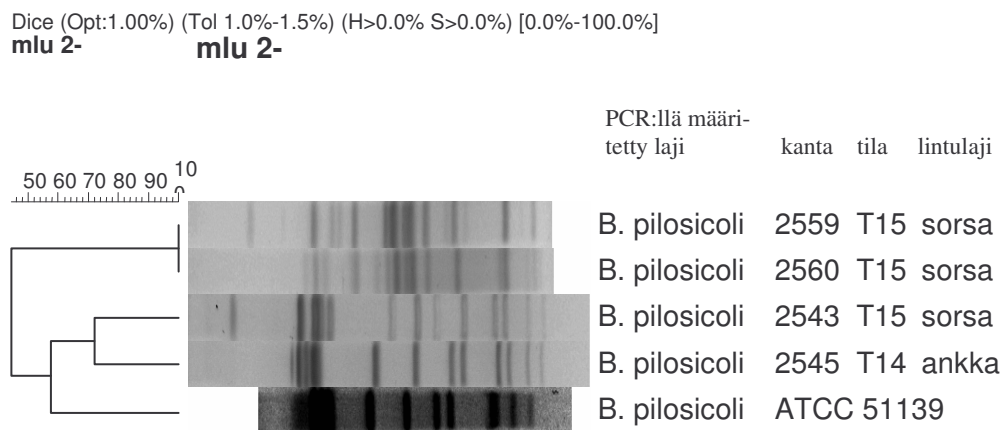 Dice (Opt:1.00%) (Tol 1.0%-1.5%) (H>0.0% S>0.0%) [0.0%-100.0%]
mlu 2- mlu 2-
PCR:llä määri-
tetty laji kanta tila lintulaji
50 60 70 80 90 100
B. pilosicoli 2559 T15 sorsa
B. pilosicoli 2560 T15 sorsa
B. pilosicoli 2543 T15 sorsa
B. pilosicoli 2545 T14 ankka
B. pilosicoli ATCC 51139